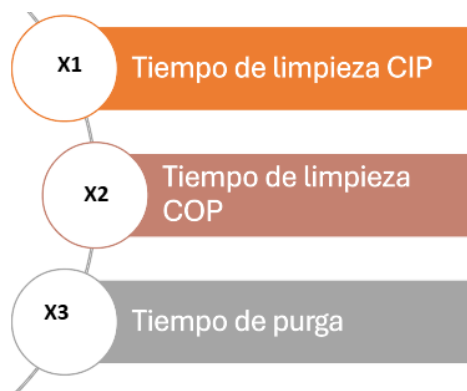 X1
Tiempo de limpieza CIP
X2
Tiempo de limpieza
COP
X3
Tiempo de purga